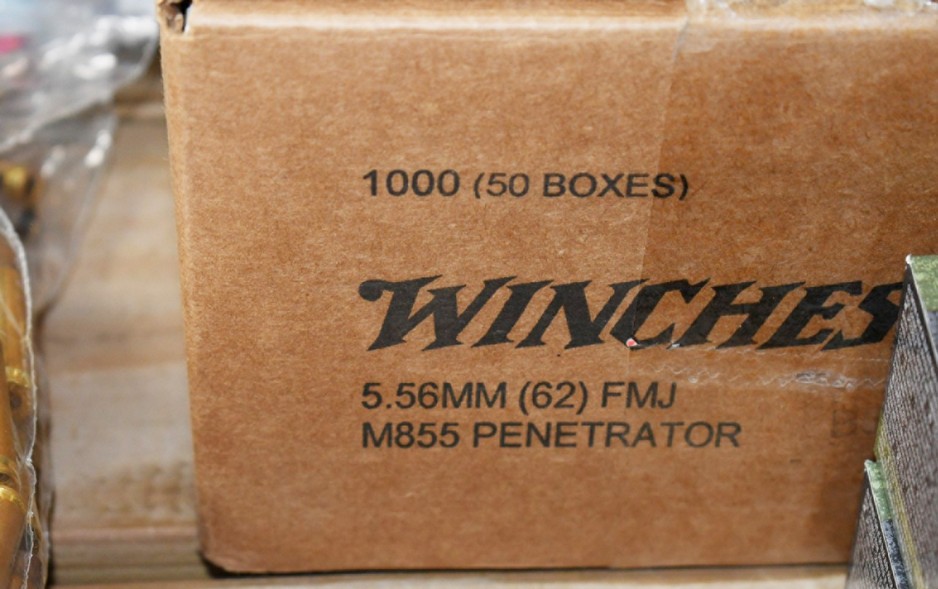 1000 (50 BOXES)
WINCHES
5.56MM (62) FMJ
M855 PENETRATOR